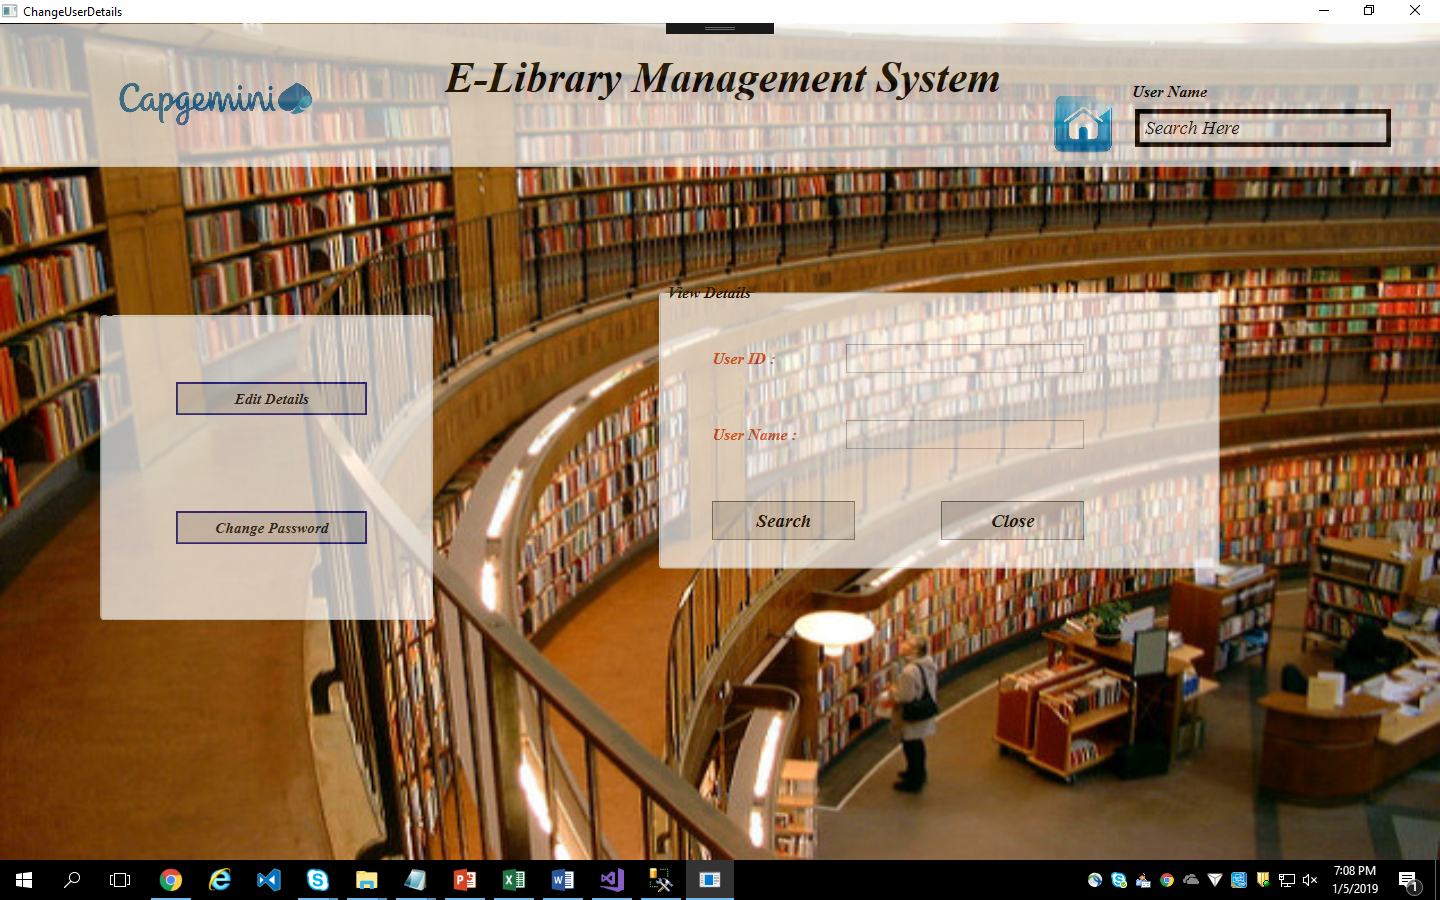 ChangeUserDetails
Capgemini
E-Library Management System
User Name
Search Here
View Details
User ID :
User Name :
Search
Close
Edit Details
Change Password
7:08 PM
1/5/2019
1